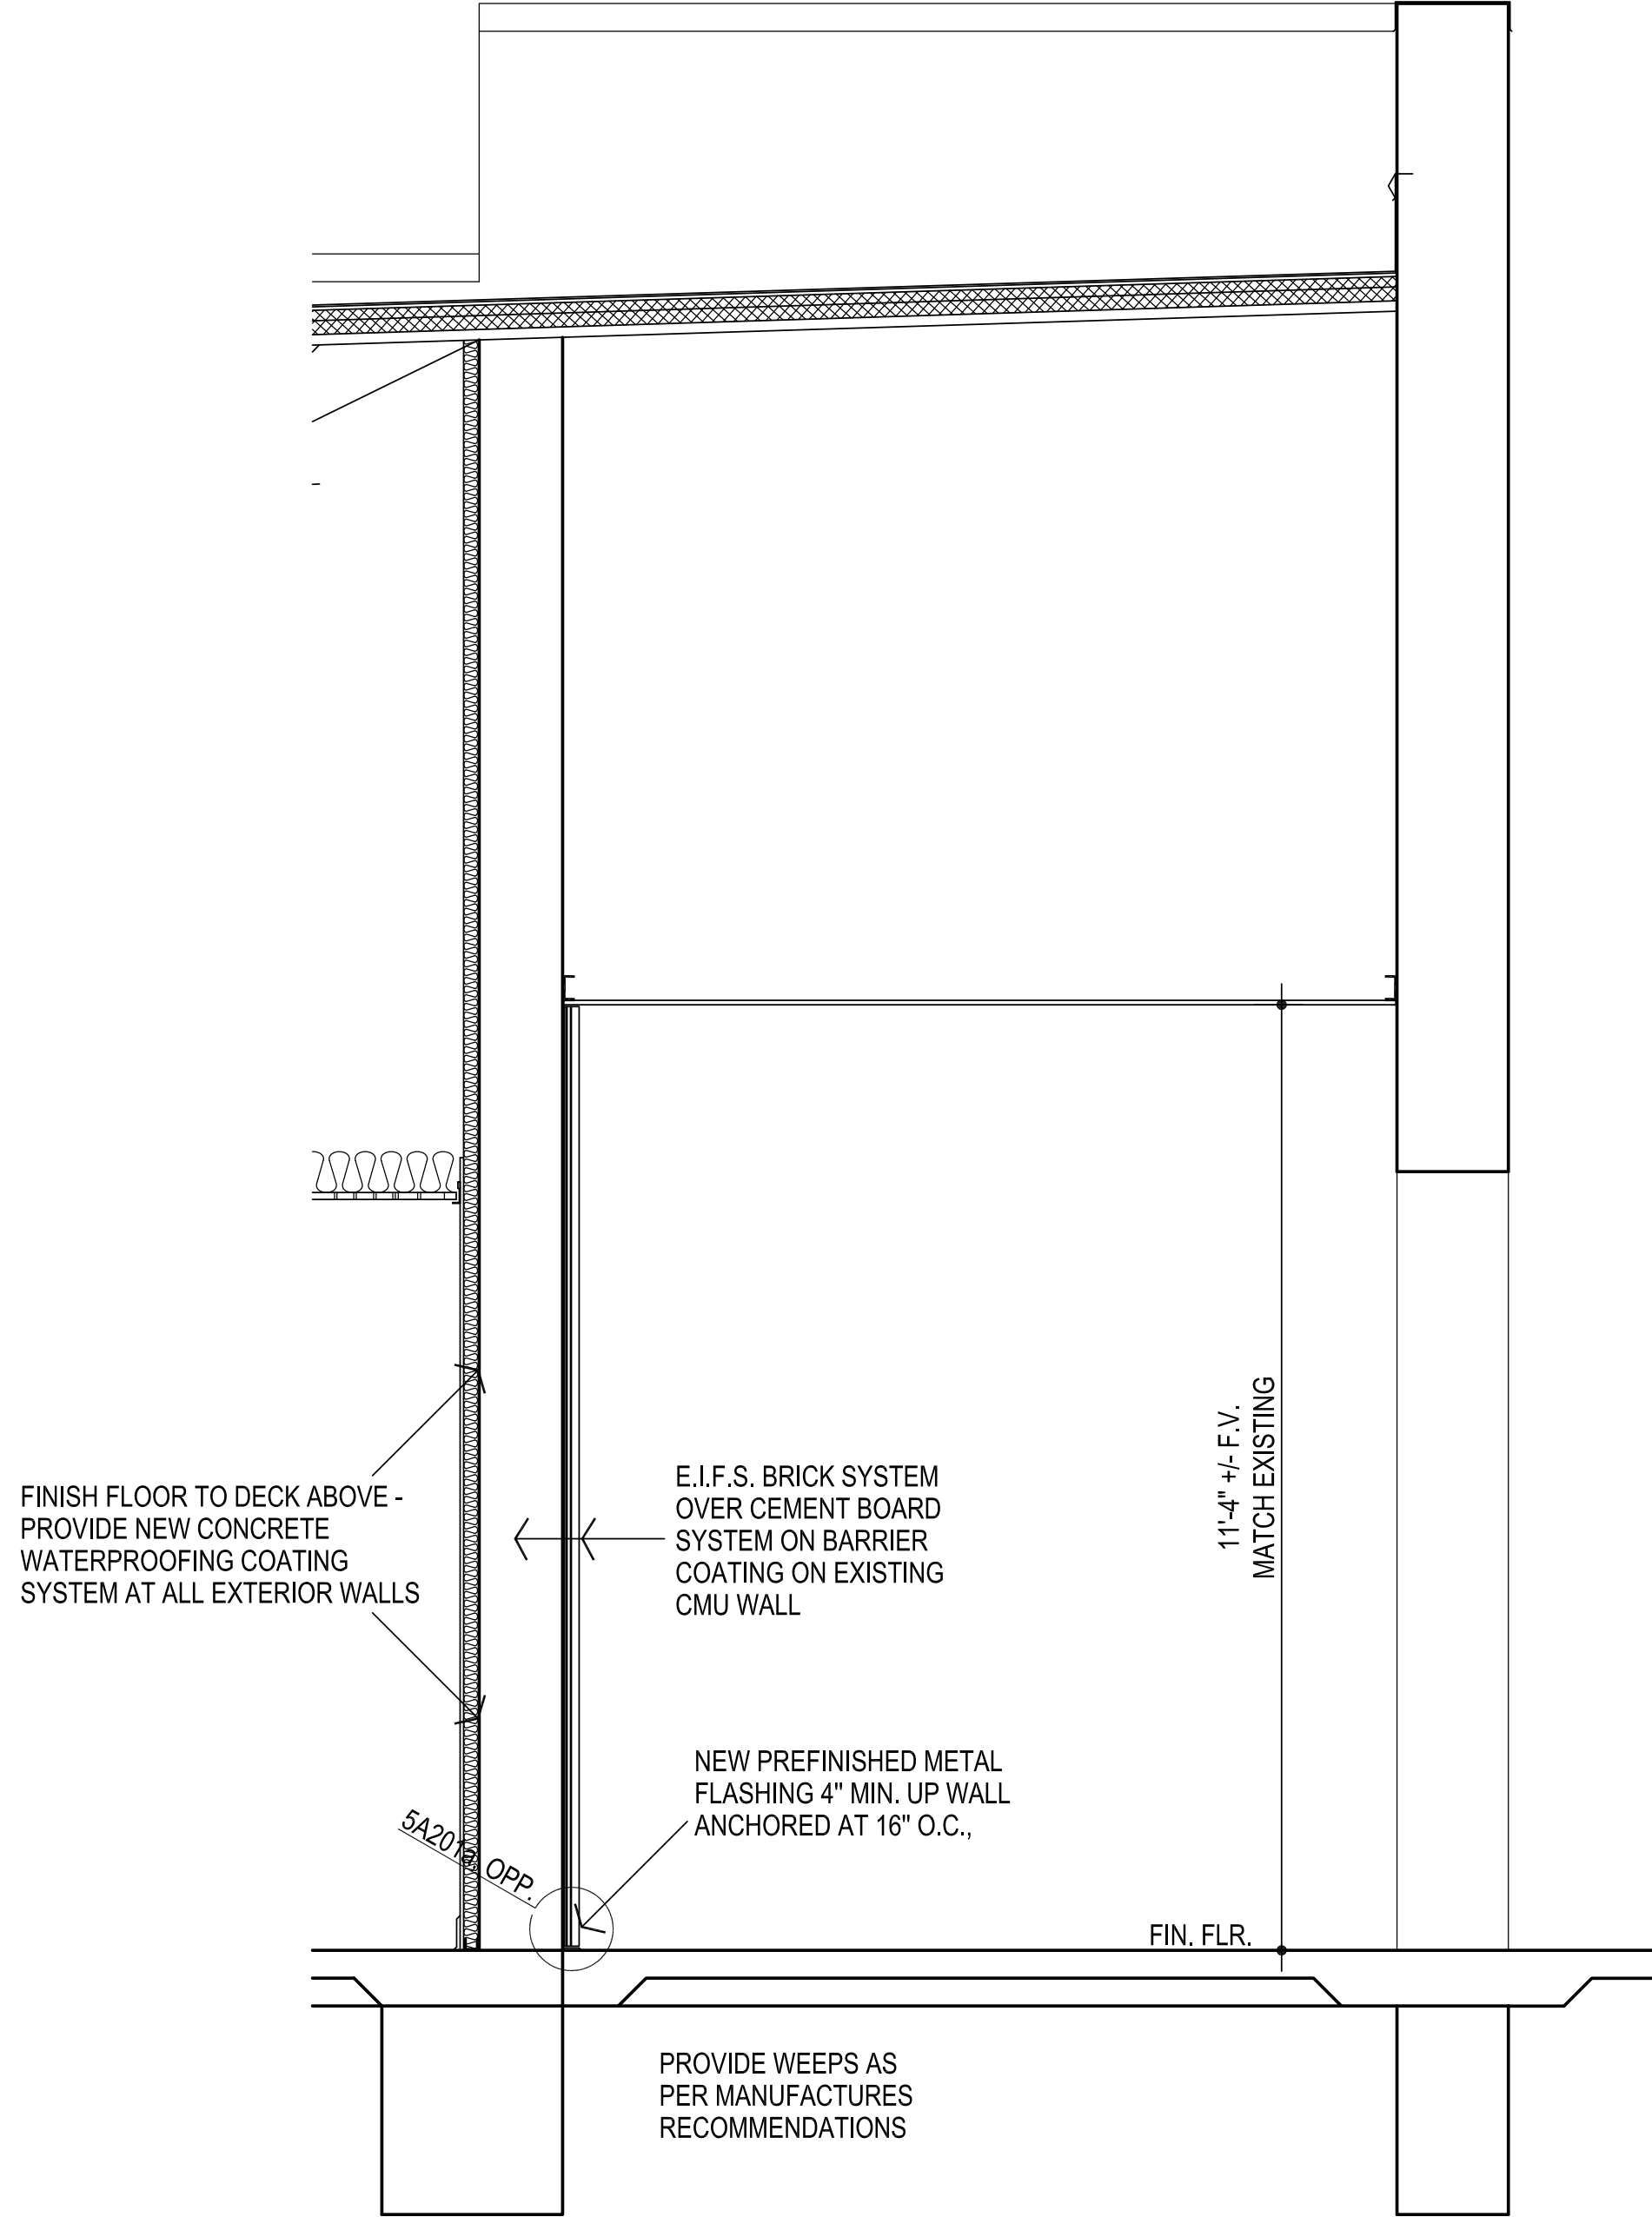 FINISH FLOOR TO DECK ABOVE -
PROVIDE NEW CONCRETE
WATERPROOFING COATING
SYSTEM AT ALL EXTERIOR WALLS
E.I.F.S. BRICK SYSTEM
OVER CEMENT BOARD
SYSTEM ON BARRIER
COATING ON EXISTING
CMU WALL
11'-4" +/- F.V.
MATCH EXISTING
NEW PREFINISHED METAL
FLASHING 4" MIN. UP WALL
ANCHORED AT 16" O.C.,
5A201a, OPP.
FIN. FLR.
PROVIDE WEEPS AS
PER MANUFACTURES
RECOMMENDATIONS